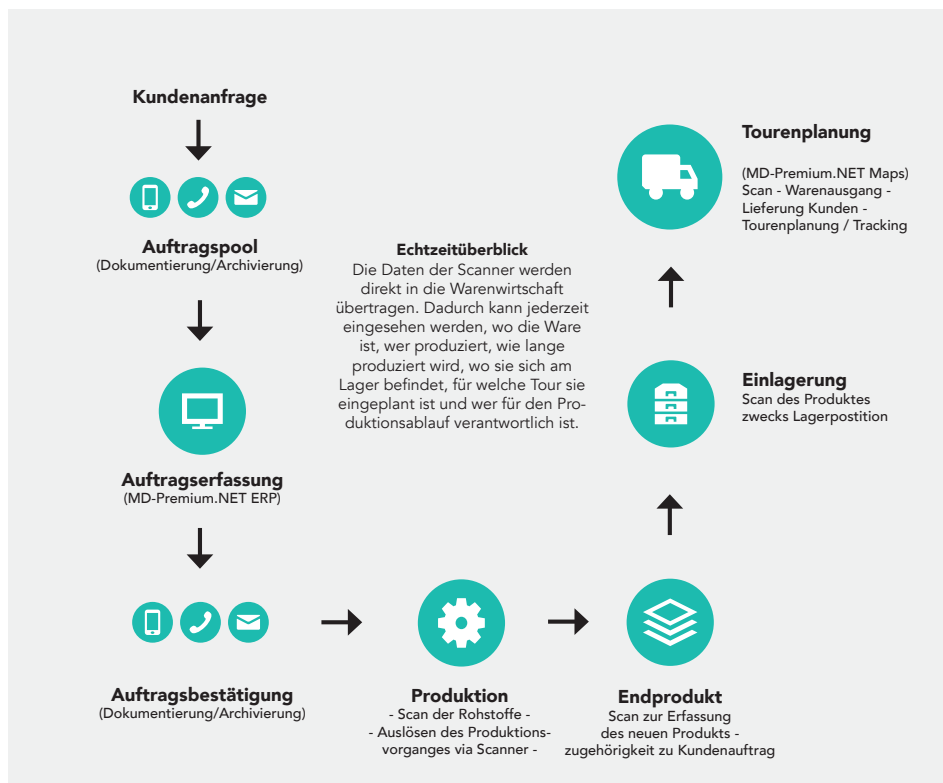 Kundenanfrage
Auftragspool
(Dokumentierung/Archivierung)
Auftragserfassung
(MD-Premium.NET ERP)
Auftragsbestätigung
(Dokumentierung/Archivierung)
Echtzeitüberblick
Die Daten der Scanner werden
direkt in die Warenwirtschaft
übertragen. Dadurch kann jederzeit
eingesehen werden, wo die Ware
ist, wer produziert, wie lange
produziert wird, wo sie sich am
Lager befindet, für welche Tour sie
eingeplant ist und wer für den Pro-
duktionsablauf verantwortlich ist.
Produktion
- Scan der Rohstoffe -
- Auslösen des Produktions-
vorganges via Scanner -
Endprodukt
Scan zur Erfassung
des neuen Produkts -
zugehörigkeit zu Kundenauftrag
Einlagerung
Scan des Produktes
zwecks Lagerpostition
Tourenplanung
(MD-Premium.NET Maps)
Scan - Warenausgang -
Lieferung Kunden -
Tourenplanung / Tracking